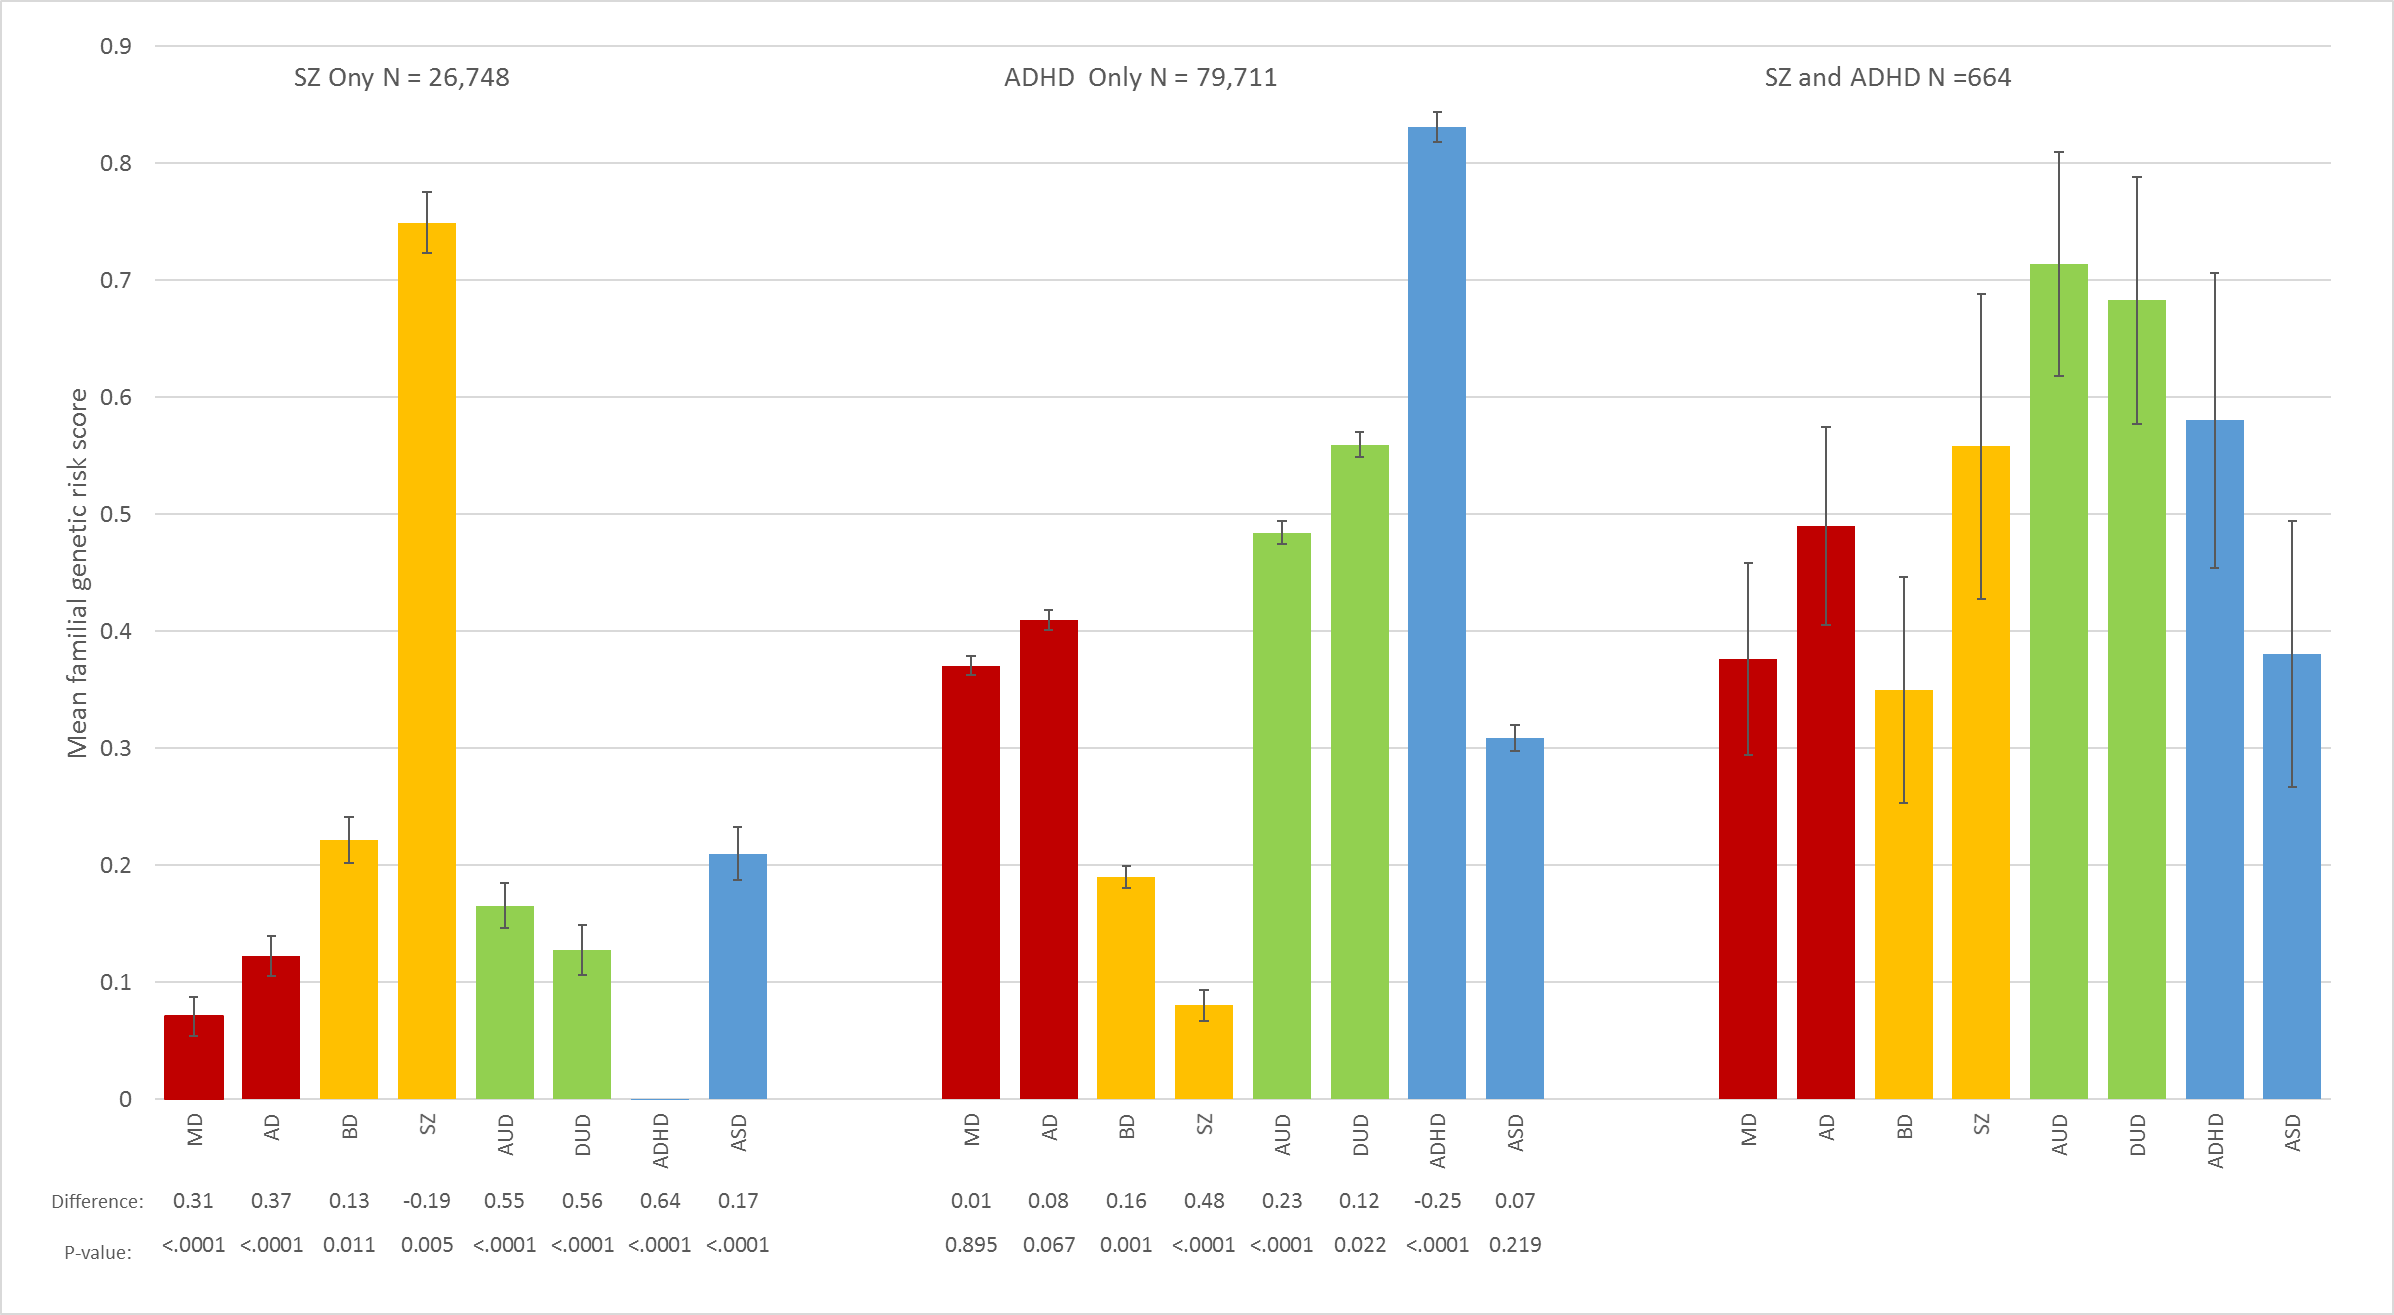 0.9
SZ Ony N = 26,748
ADHD  Only N = 79,711
SZ and ADHD N =664
0.8
0.7
0.6
0.5
0.4
0.3
0.2
0.1
0
Mean familial genetic risk score
MD AD BD SZ AUD DUD ADHD ASD
MD AD BD SZ AUD DUD ADHD ASD
MD AD BD SZ AUD DUD ADHD ASD
Difference: 0.31 0.37 0.13 -0.19 0.55 0.56 0.64 0.17 0.01 0.08 0.16 0.48 0.23 0.12 -0.25 0.07
P-value: <.0001 <.0001 0.011 0.005 <.0001 <.0001 <.0001 <.0001 0.895 0.067 0.001 <.0001 <.0001 0.022 <.0001 0.219